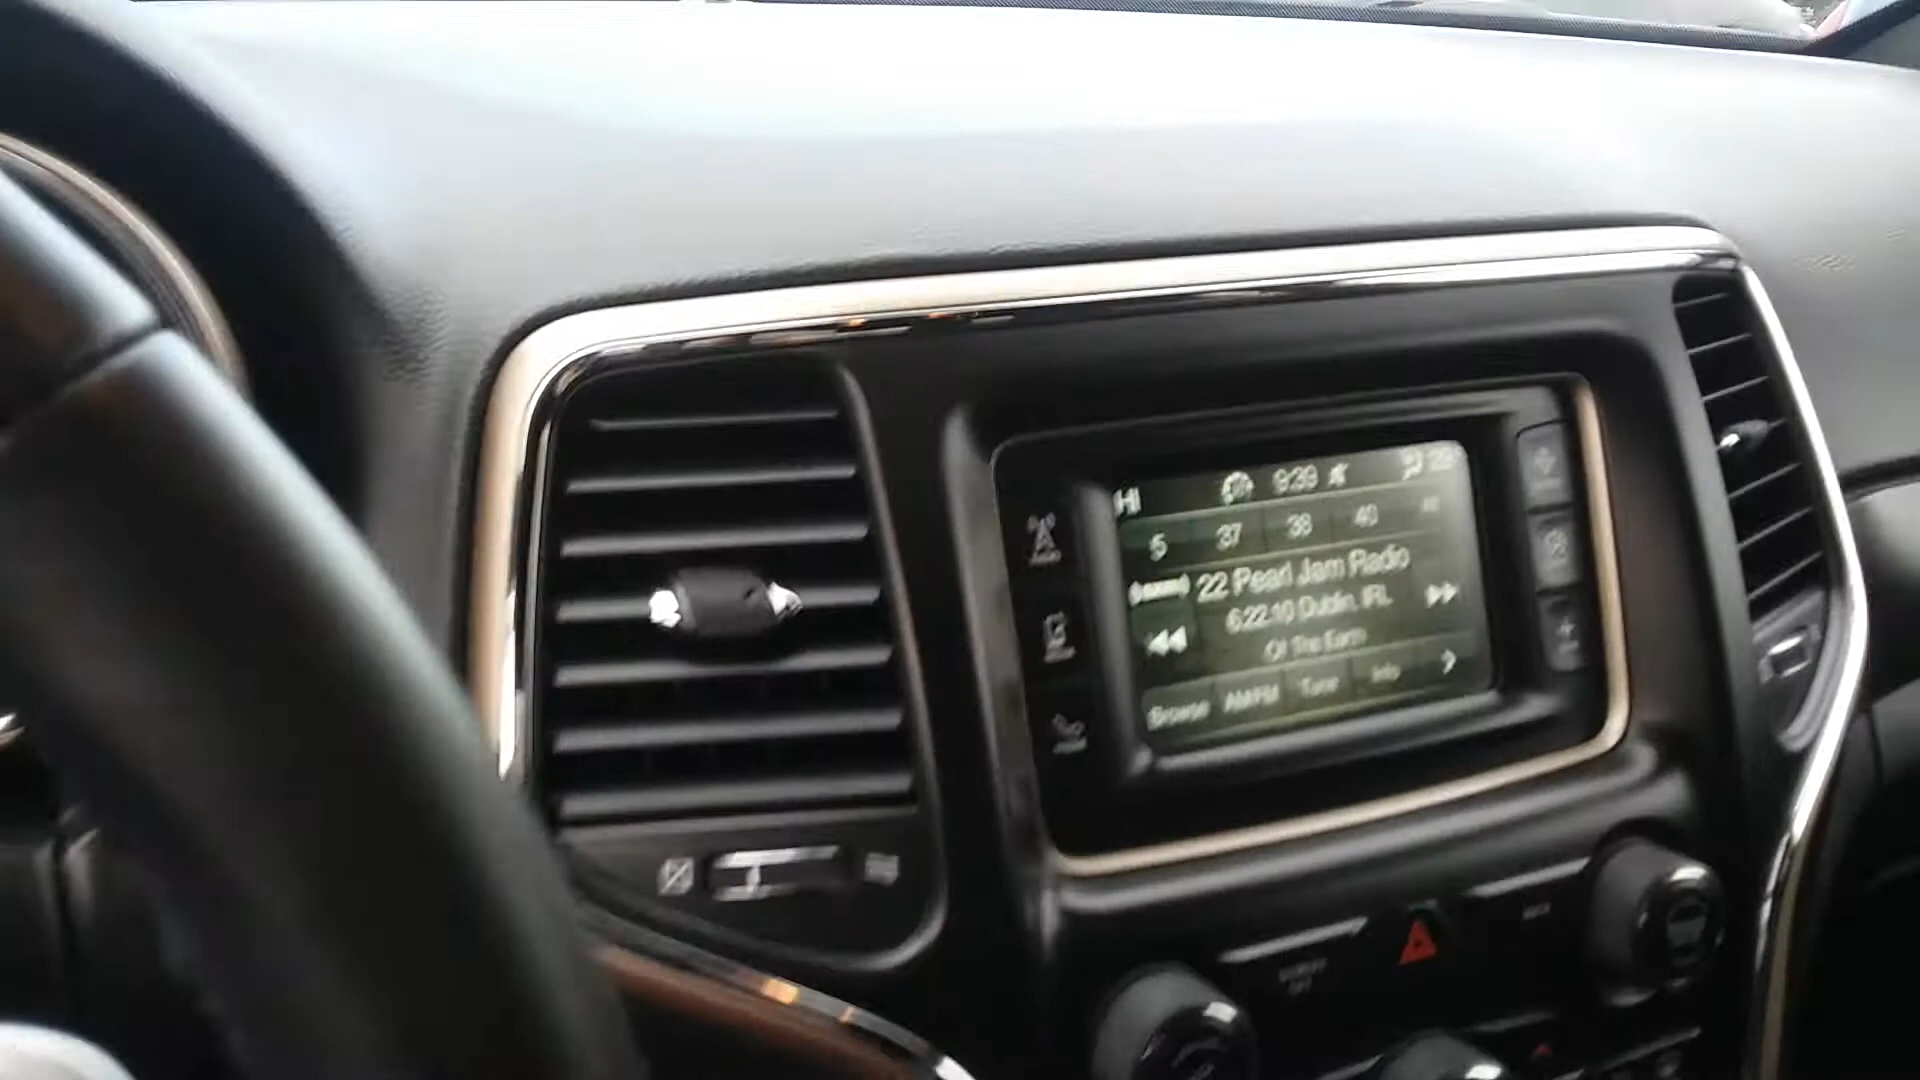 HI 9:39
5 37 38 40
22 Pearl Jam Radio
6.22.10 Dublin, IRL
Of The Earth
Browse AM/FM Tune Info